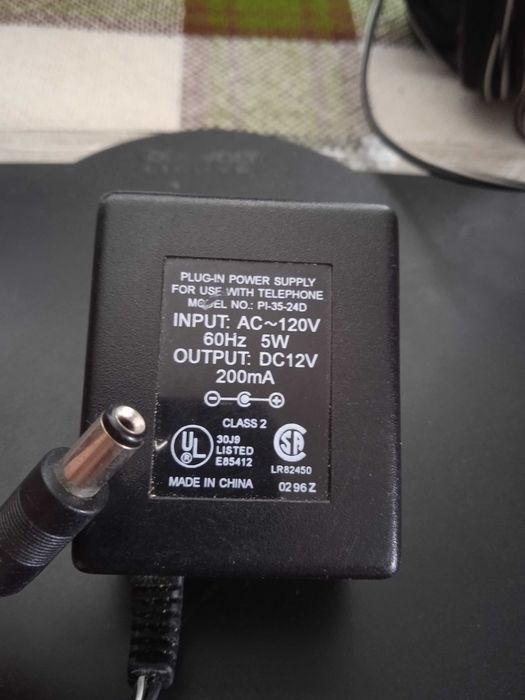 PLUG-IN POWER SUPPLY
FOR USE WITH TELEPHONE
MODEL NO.: PI-35-24D
INPUT: AC~120V
60Hz 5W
OUTPUT: DC12V
200mA
CLASS 2
UL
30J9
LISTED
E85412
SA
LR82450
MADE IN CHINA
0296Z